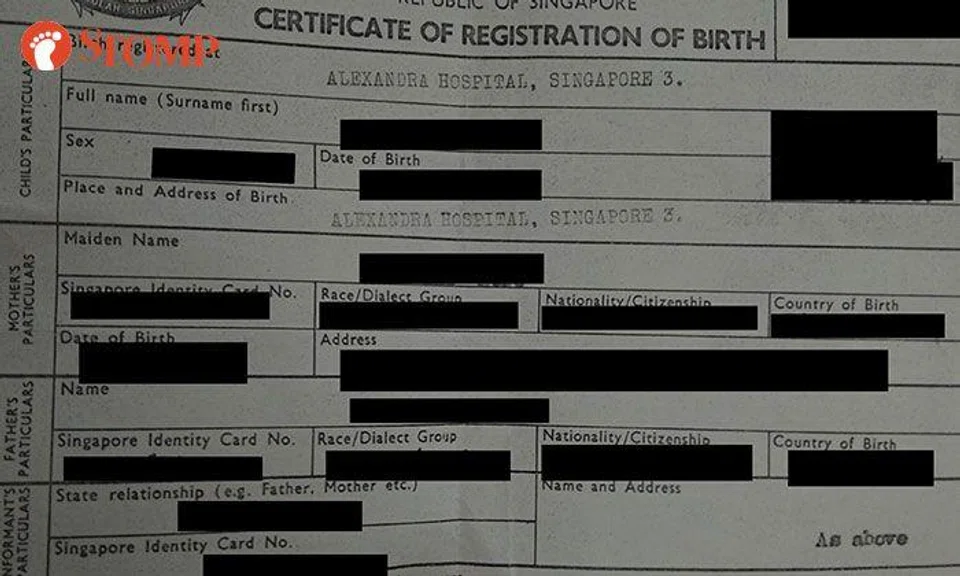 REPUBLIC OF SINGAPORE
CERTIFICATE OF REGISTRATION OF BIRTH
STOMP
Birth registered at
ALEXANDRA HOSPITAL, SINGAPORE 3.
CHILD'S PARTICULARS
Full name (Surname first)
Sex
Date of Birth
Place and Address of Birth
ALEXANDRA HOSPITAL, SINGAPORE 3.
MOTHER'S PARTICULARS
Maiden Name
Singapore Identity Card No.
Race/Dialect Group
Nationality/Citizenship
Country of Birth
Date of Birth
Address
FATHER'S PARTICULARS
Name
Singapore Identity Card No.
Race/Dialect Group
Nationality/Citizenship
Country of Birth
INFORMANT'S PARTICULARS
State relationship (e.g. Father, Mother etc.)
Name and Address
As above
Singapore Identity Card No.